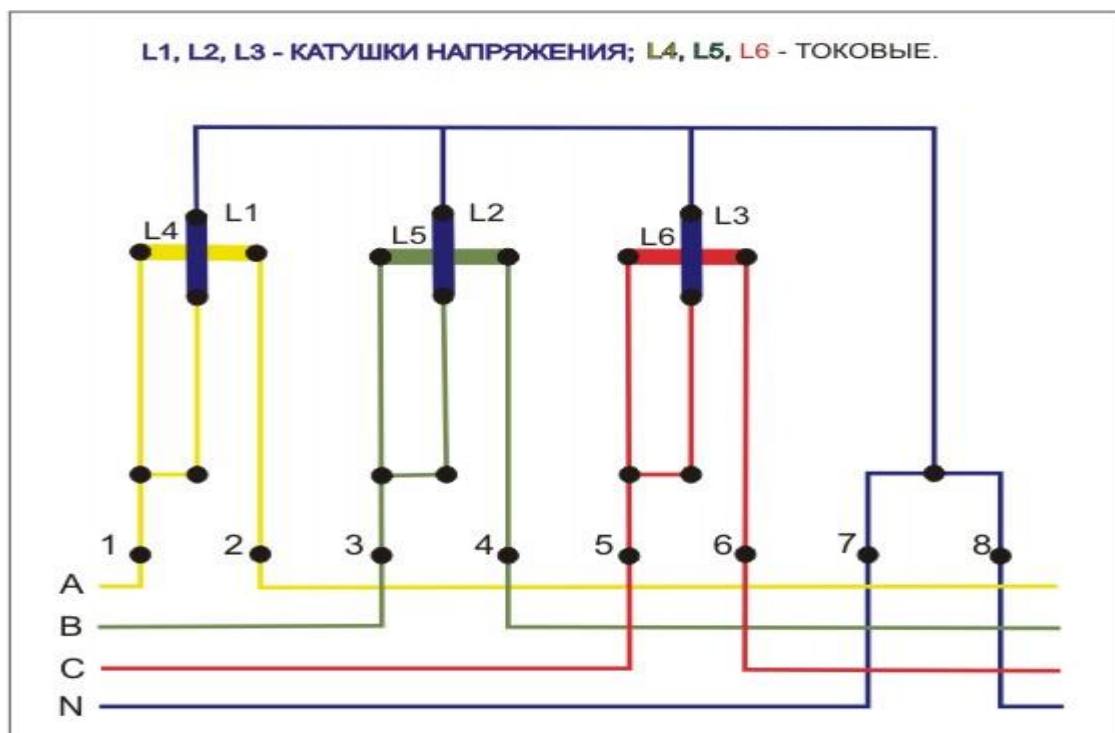 L1, L2, L3 - КАТУШКИ НАПРЯЖЕНИЯ; L4, L5, L6 - ТОКОВЫЕ.
L4 L1 L5 L2 L6 L3
1 2 3 4 5 6 7 8
A
B
C
N